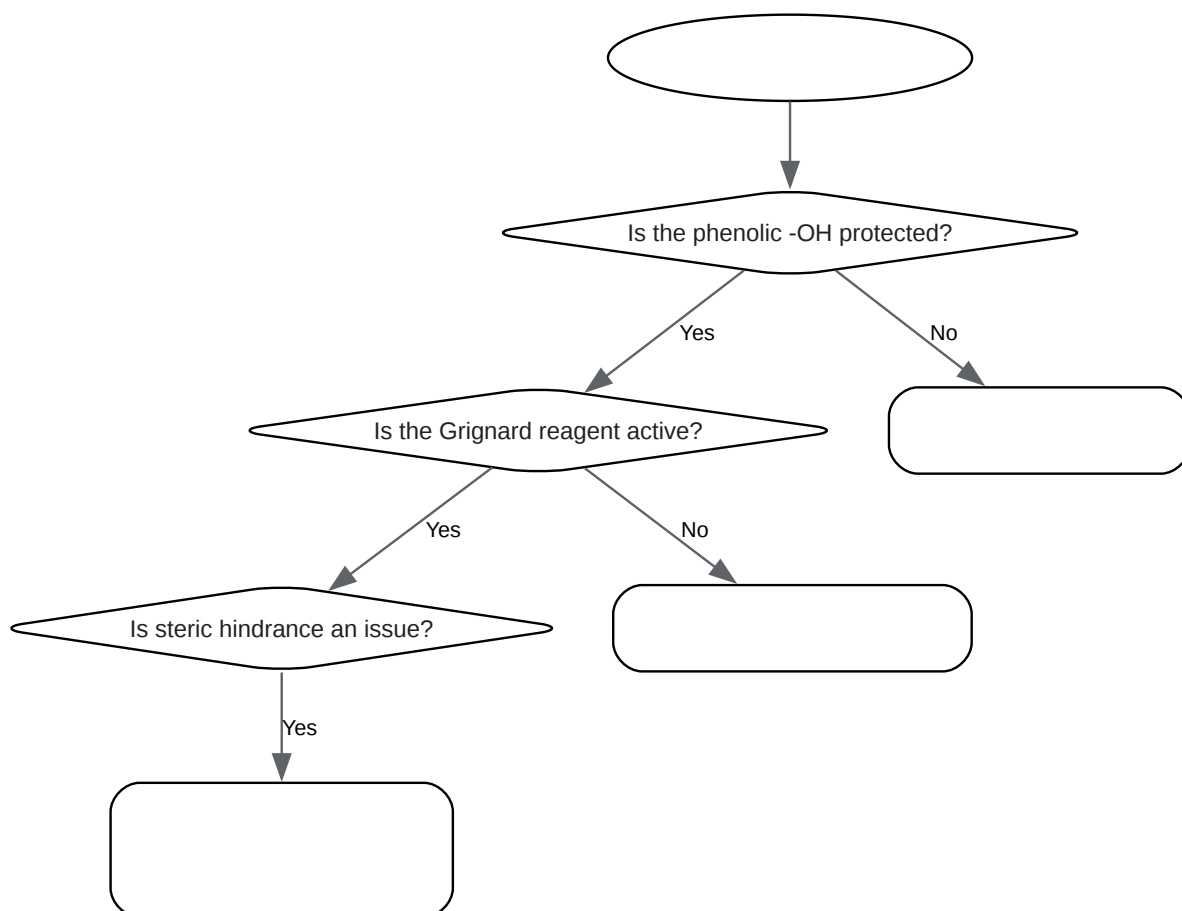 Is the phenolic -OH protected?
Yes
No
Is the Grignard reagent active?
Yes
No
Is steric hindrance an issue?
Yes